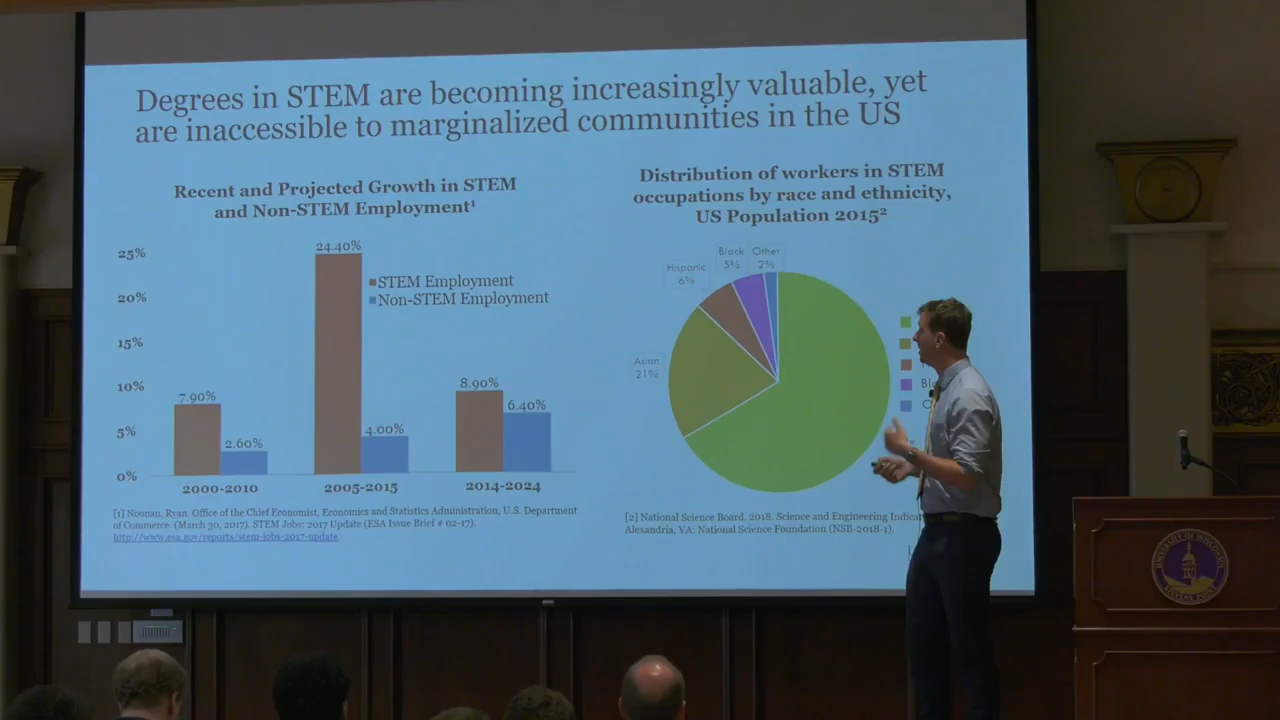 Degrees in STEM are becoming increasingly valuable, yet
are inaccessible to marginalized communities in the US
Recent and Projected Growth in STEM
and Non-STEM Employment¹
25%
20%
15%
10%
5%
0%
24.40%
STEM Employment
Non-STEM Employment
7.90%
2.60%
4.00%
8.90%
6.40%
2000-2010
2005-2015
2014-2024
[1] Noonan, Ryan. Office of the Chief Economist, Economics and Statistics Administration, U.S. Department
of Commerce. (March 30, 2017). STEM Jobs: 2017 Update (ESA Issue Brief # 02-17).
http://www.esa.gov/reports/stem-jobs-2017-update.
Distribution of workers in STEM
occupations by race and ethnicity,
US Population 2015²
Black
5%
Other
2%
Hispanic
6%
Asian
21%
[2] National Science Board. 2018. Science and Engineering
Alexandria, VA: National Science Foundation (NSB-2018-1).
UNIVERSITY OF WISCONSIN
STEVENS POINT